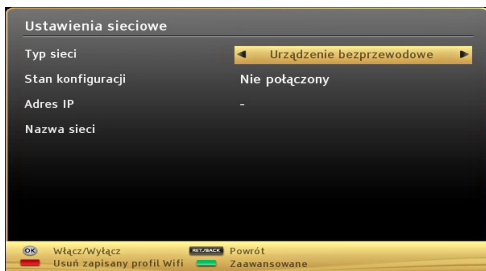 Ustawienia sieciowe
Typ sieci Urządzenie bezprzewodowe
Stan konfiguracji Nie połączony
Adres IP -
Nazwa sieci
OK Włącz/Wyłącz RET./BACK Powrót
Usuń zapisany profil Wifi Zaawansowane